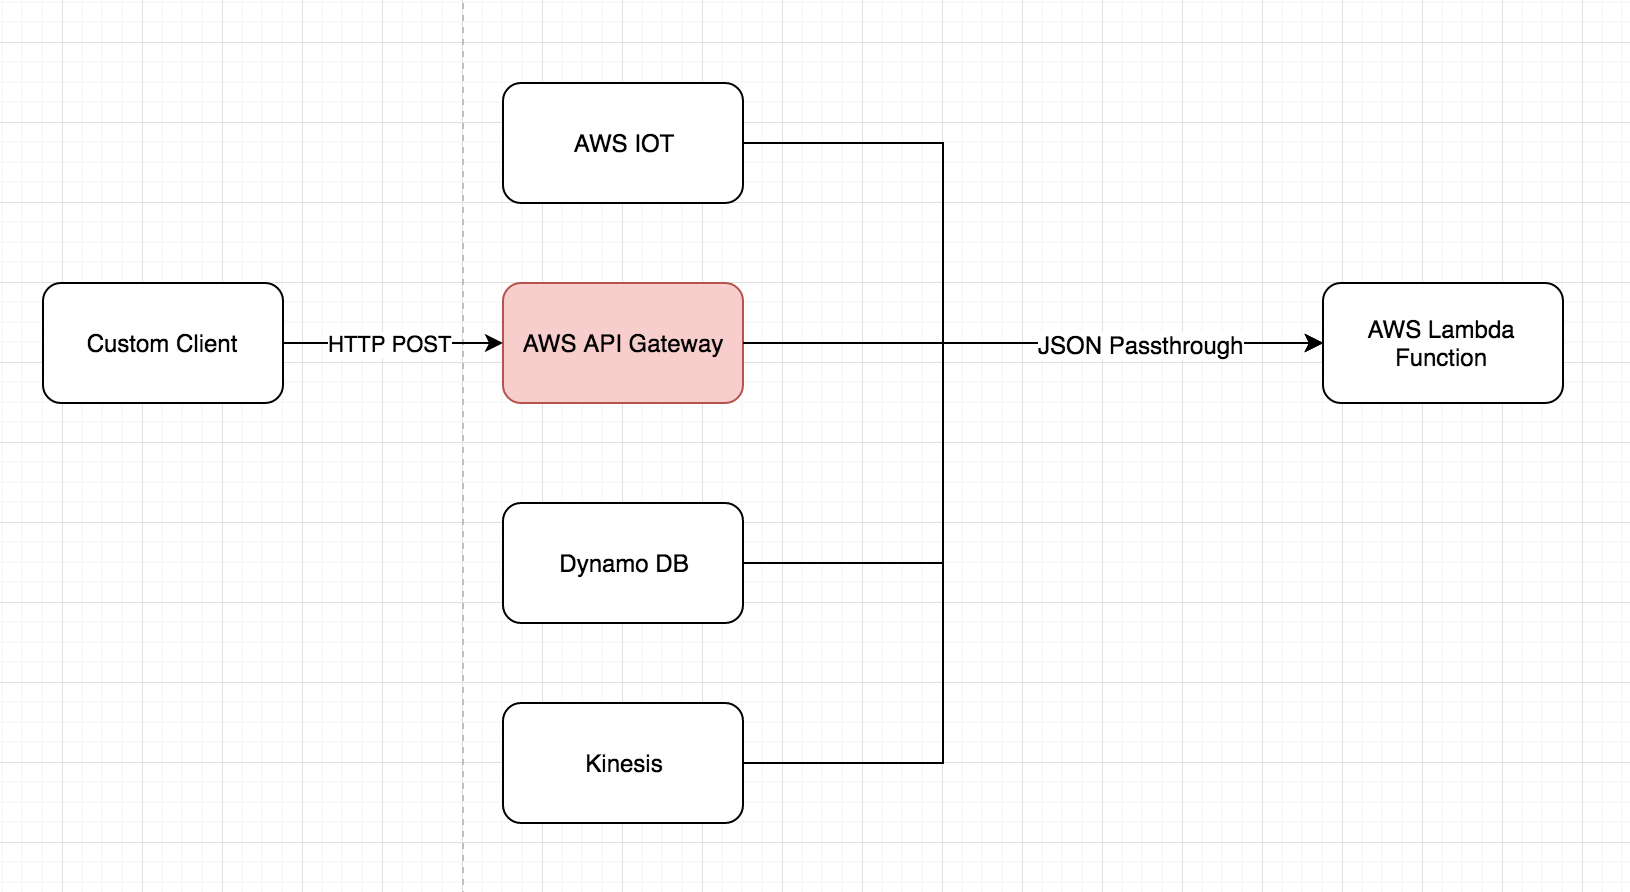 AWS IOT
Custom Client
HTTP POST
AWS API Gateway
JSON Passthrough
AWS Lambda
Function
Dynamo DB
Kinesis